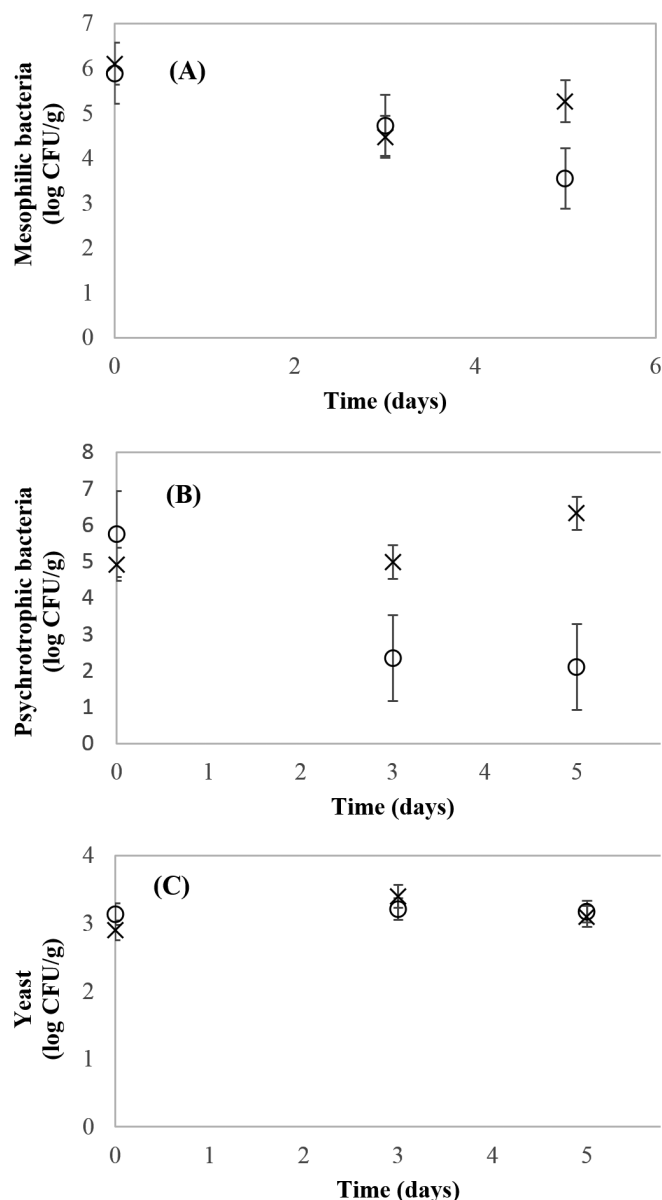 7
6
5
4
3
2
1
0
(A)
Mesophilic bacteria
(log CFU/g)
0 2 4 6
Time (days)
8
7
6
5
4
3
2
1
0
(B)
Psychrotrophic bacteria
(log CFU/g)
0 1 2 3 4 5
Time (days)
4
3
2
1
0
(C)
Yeast
(log CFU/g)
0 1 2 3 4 5
Time (days)